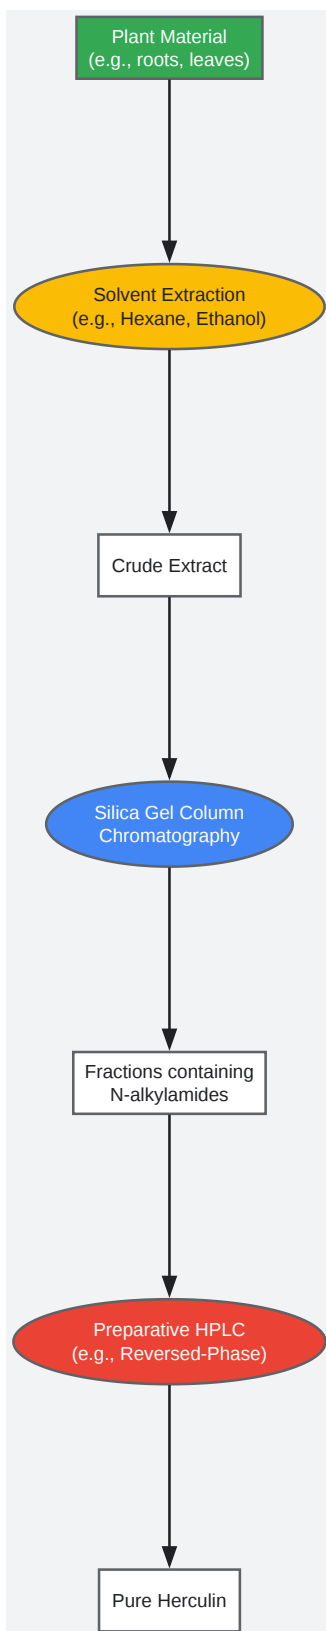 Plant Material
(e.g., roots, leaves)
Solvent Extraction
(e.g., Hexane, Ethanol)
Crude Extract
Silica Gel Column
Chromatography
Fractions containing
N-alkylamides
Preparative HPLC
(e.g., Reversed-Phase)
Pure Herculin